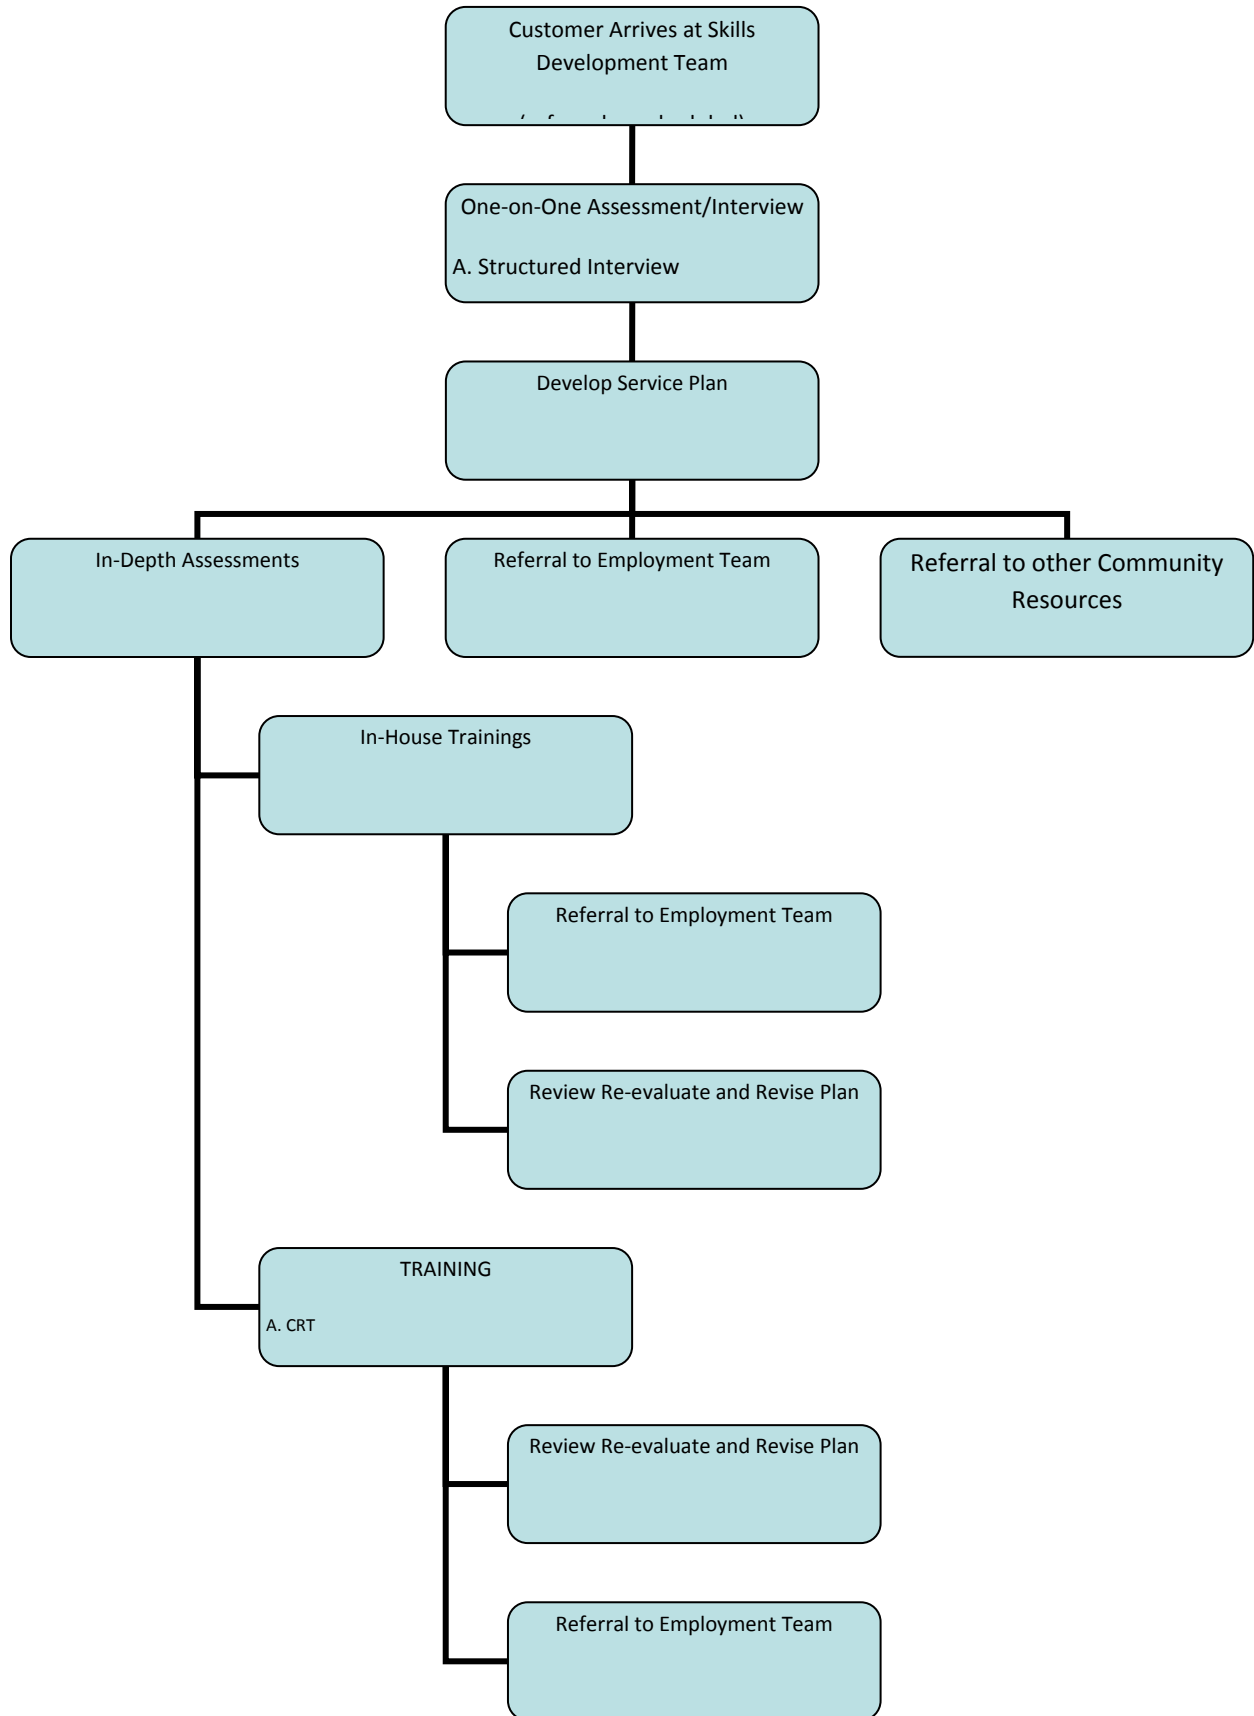 Customer Arrives at Skills
Development Team
One-on-One Assessment/Interview
A. Structured Interview
Develop Service Plan
In-Depth Assessments
Referral to Employment Team
Referral to other Community
Resources
In-House Trainings
Referral to Employment Team
Review Re-evaluate and Revise Plan
TRAINING
A. CRT
Review Re-evaluate and Revise Plan
Referral to Employment Team